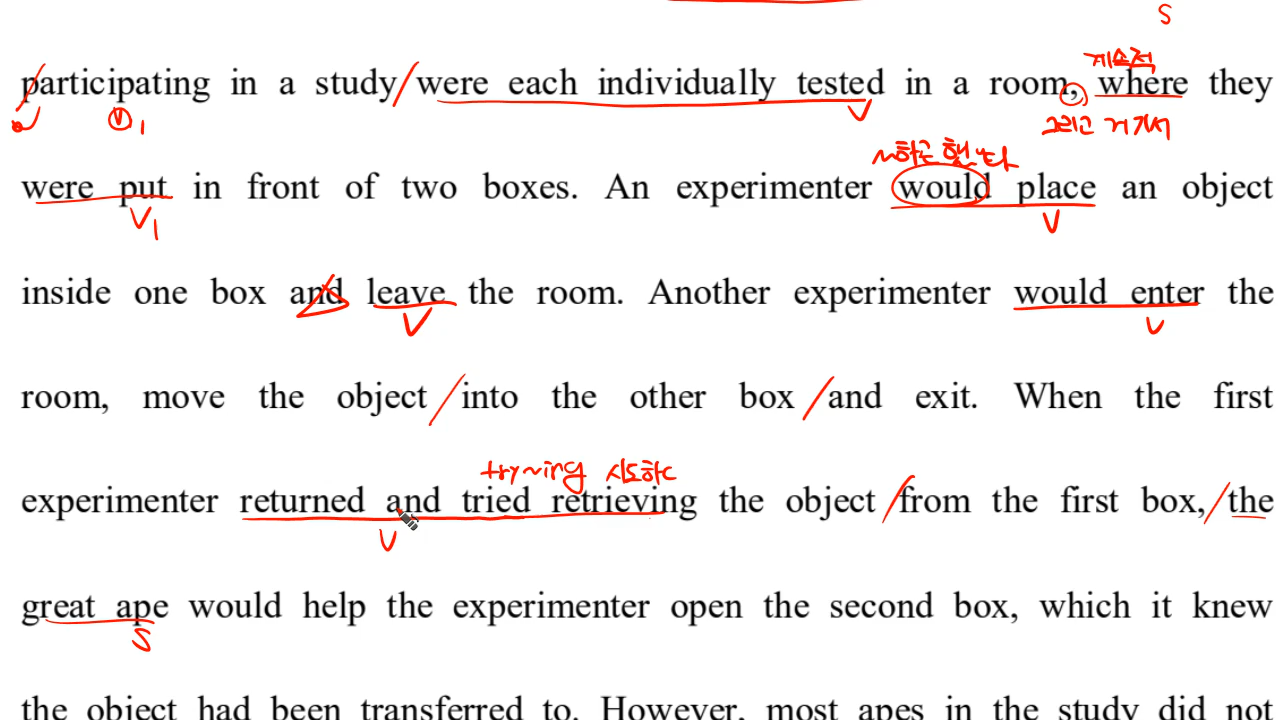 S
계속적
participating in a study were each individually tested in a room, where they
V 1 V 그리고 거기서
~하곤 했다
were put in front of two boxes. An experimenter would place an object
V1 V
inside one box and leave the room. Another experimenter would enter the
V V
room, move the object into the other box and exit. When the first
try ~ing 시도하
experimenter returned and tried retrieving the object from the first box, the
V
great ape would help the experimenter open the second box, which it knew
S
the object had been transferred to. However, most apes in the study did not